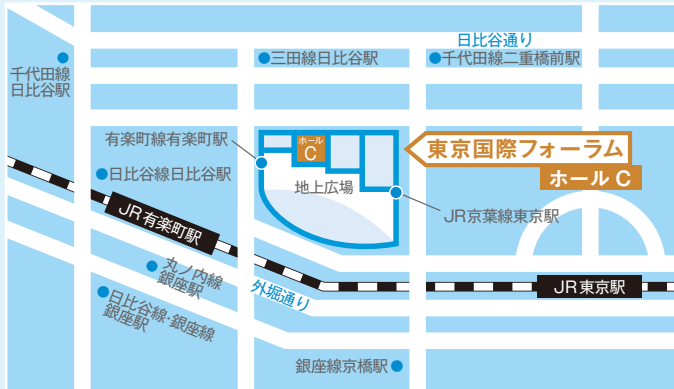 日比谷通り
千代田線
日比谷駅
三田線日比谷駅
千代田線二重橋前駅
有楽町線有楽町駅
ホール
C
東京国際フォーラム
ホール C
日比谷線日比谷駅
地上広場
JR京葉線東京駅
JR有楽町駅
丸ノ内線
銀座駅
外堀通り
JR東京駅
日比谷線・銀座線
銀座駅
銀座線京橋駅